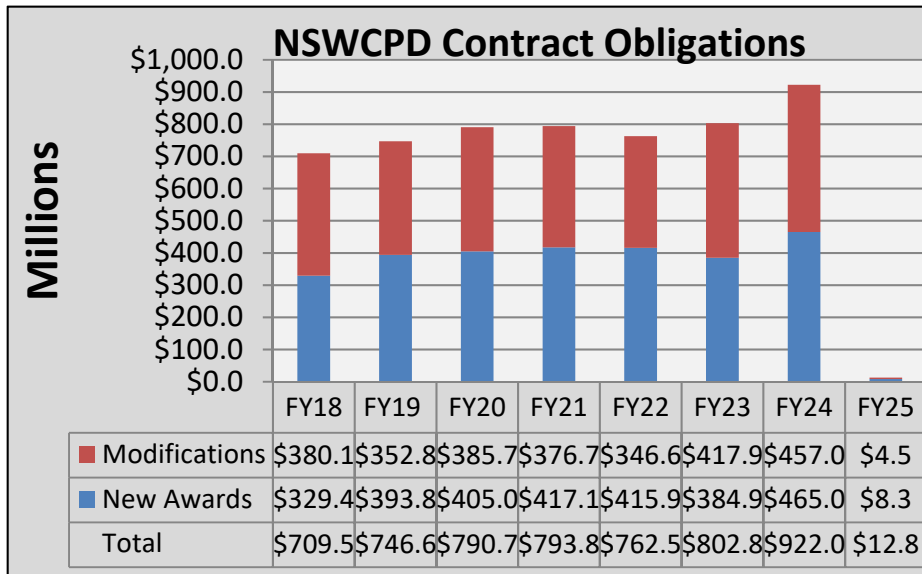 NSWCPD Contract Obligations
Millions
$1,000.0
$900.0
$800.0
$700.0
$600.0
$500.0
$400.0
$300.0
$200.0
$100.0
$0.0
FY18 FY19 FY20 FY21 FY22 FY23 FY24 FY25
Modifications $380.1 $352.8 $385.7 $376.7 $346.6 $417.9 $457.0 $4.5
New Awards $329.4 $393.8 $405.0 $417.1 $415.9 $384.9 $465.0 $8.3
Total $709.5 $746.6 $790.7 $793.8 $762.5 $802.8 $922.0 $12.8